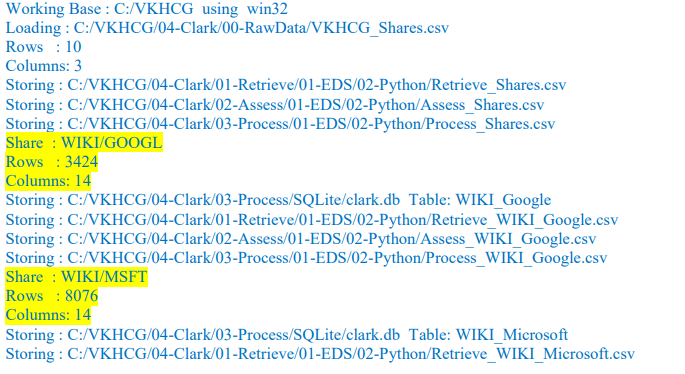 Working Base : C:/VKHCG  using  win32
Loading : C:/VKHCG/04-Clark/00-RawData/VKHCG_Shares.csv
Rows   : 10
Columns: 3
Storing : C:/VKHCG/04-Clark/01-Retrieve/01-EDS/02-Python/Retrieve_Shares.csv
Storing : C:/VKHCG/04-Clark/02-Assess/01-EDS/02-Python/Assess_Shares.csv
Storing : C:/VKHCG/04-Clark/03-Process/01-EDS/02-Python/Process_Shares.csv
Share  : WIKI/GOOGL
Rows   : 3424
Columns: 14
Storing : C:/VKHCG/04-Clark/03-Process/SQLite/clark.db  Table: WIKI_Google
Storing : C:/VKHCG/04-Clark/01-Retrieve/01-EDS/02-Python/Retrieve_WIKI_Google.csv
Storing : C:/VKHCG/04-Clark/02-Assess/01-EDS/02-Python/Assess_WIKI_Google.csv
Storing : C:/VKHCG/04-Clark/03-Process/01-EDS/02-Python/Process_WIKI_Google.csv
Share  : WIKI/MSFT
Rows   : 8076
Columns: 14
Storing : C:/VKHCG/04-Clark/03-Process/SQLite/clark.db  Table: WIKI_Microsoft
Storing : C:/VKHCG/04-Clark/01-Retrieve/01-EDS/02-Python/Retrieve_WIKI_Microsoft.csv